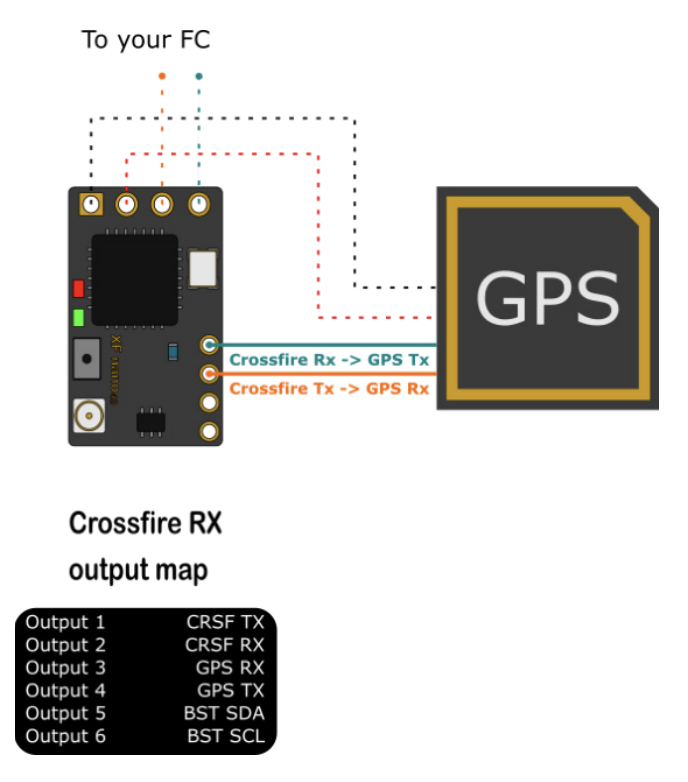 To your FC
GPS
Crossfire Rx -> GPS Tx
Crossfire Tx -> GPS Rx
XF
Crossfire RX
output map
Output 1 CRSF TX
Output 2 CRSF RX
Output 3 GPS RX
Output 4 GPS TX
Output 5 BST SDA
Output 6 BST SCL